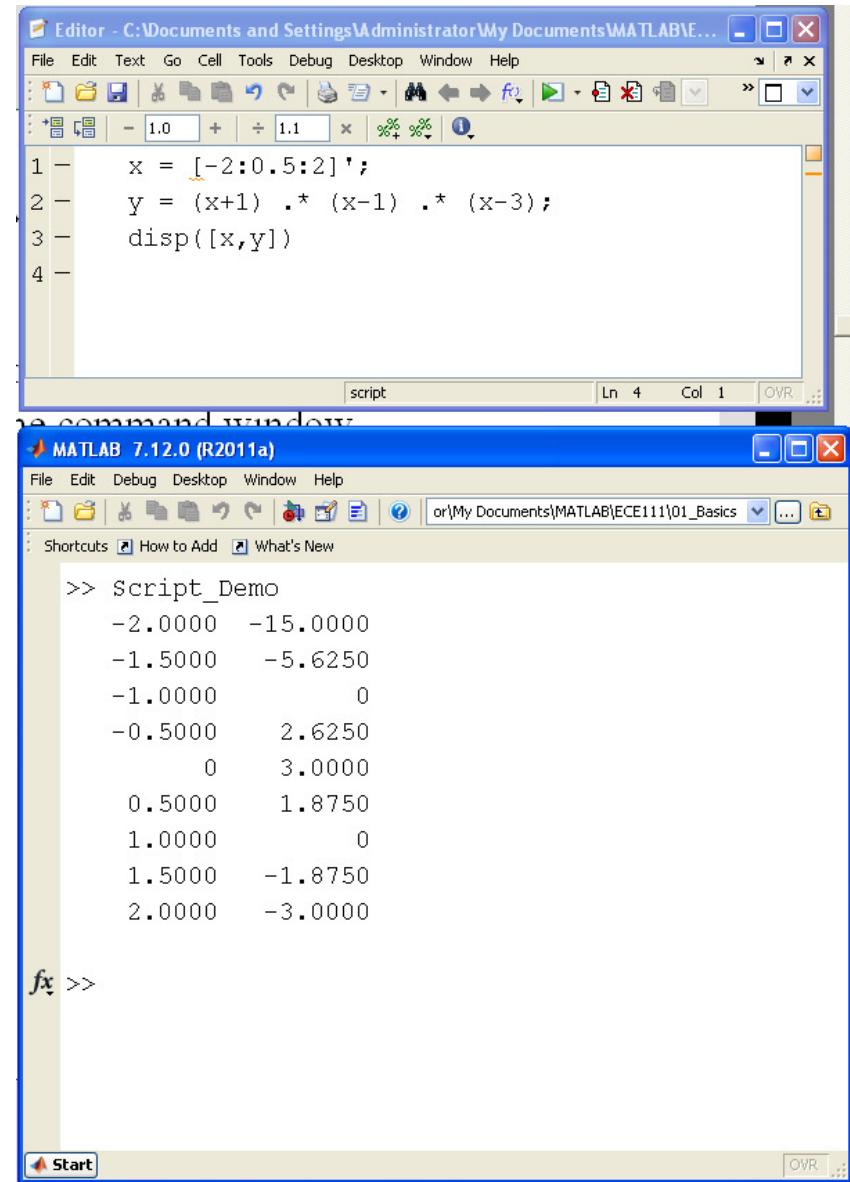 Editor - C:\Documents and Settings\Administrator\My Documents\MATLAB\E...
File Edit Text Go Cell Tools Debug Desktop Window Help
- 1.0 + ÷ 1.1 ×
1 - x = [-2:0.5:2]';
2 - y = (x+1) .* (x-1) .* (x-3);
3 - disp([x,y])
4 -
script Ln 4 Col 1 OVR
command window
MATLAB 7.12.0 (R2011a)
File Edit Debug Desktop Window Help
or\My Documents\MATLAB\ECE111\01_Basics
Shortcuts How to Add What's New
>> Script_Demo
-2.0000 -15.0000
-1.5000 -5.6250
-1.0000 0
-0.5000 2.6250
0 3.0000
0.5000 1.8750
1.0000 0
1.5000 -1.8750
2.0000 -3.0000
fx >>
Start OVR